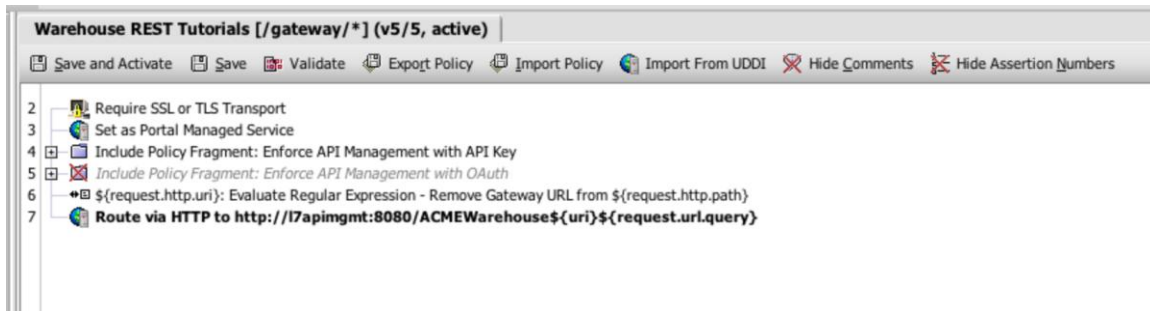 Warehouse REST Tutorials [/gateway/*] (v5/5, active)
Save and Activate Save Validate Export Policy Import Policy Import From UDDI Hide Comments Hide Assertion Numbers
2 Require SSL or TLS Transport
3 Set as Portal Managed Service
4 Include Policy Fragment: Enforce API Management with API Key
5 Include Policy Fragment: Enforce API Management with OAuth
6 ${request.http.uri}: Evaluate Regular Expression - Remove Gateway URL from ${request.http.path}
7 Route via HTTP to http://l7apimgmt:8080/ACMEWarehouse${uri}${request.url.query}